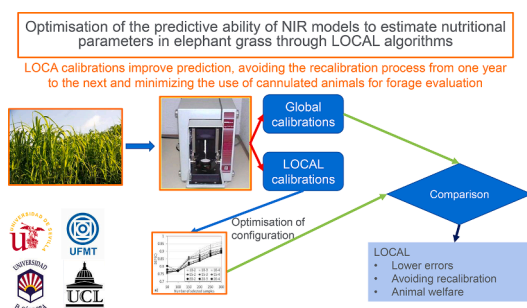 Optimisation of the predictive ability of NIR models to estimate nutritional
parameters in elephant grass through LOCAL algorithms
LOCA calibrations improve prediction, avoiding the recalibration process from one year
to the next and minimizing the use of cannulated animals for forage evaluation
Global
calibrations
LOCAL
calibrations
Comparison
Optimisation of
configuration
UFMT
UNIVERSIDAD
UCL
LOCAL
• Lower errors
• Avoiding recalibration
• Animal welfare